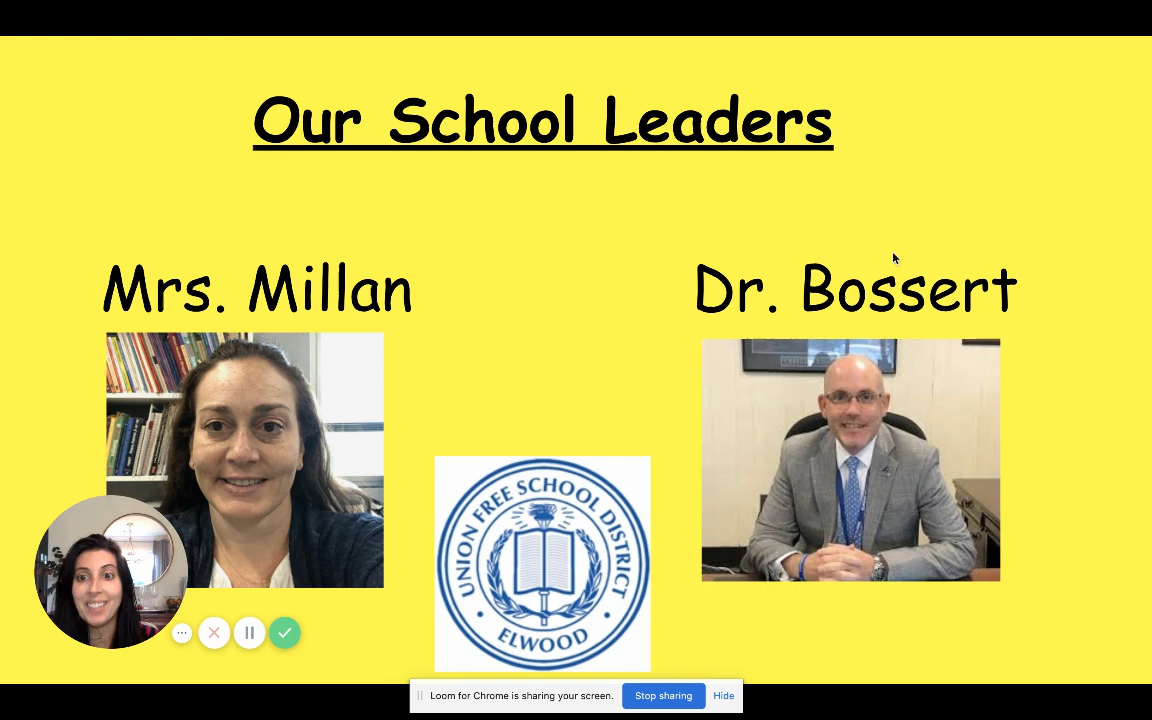 Our School Leaders
Mrs. Millan
Dr. Bossert
UNION FREE SCHOOL DISTRICT
ELWOOD
Loom for Chrome is sharing your screen.
Stop sharing
Hide